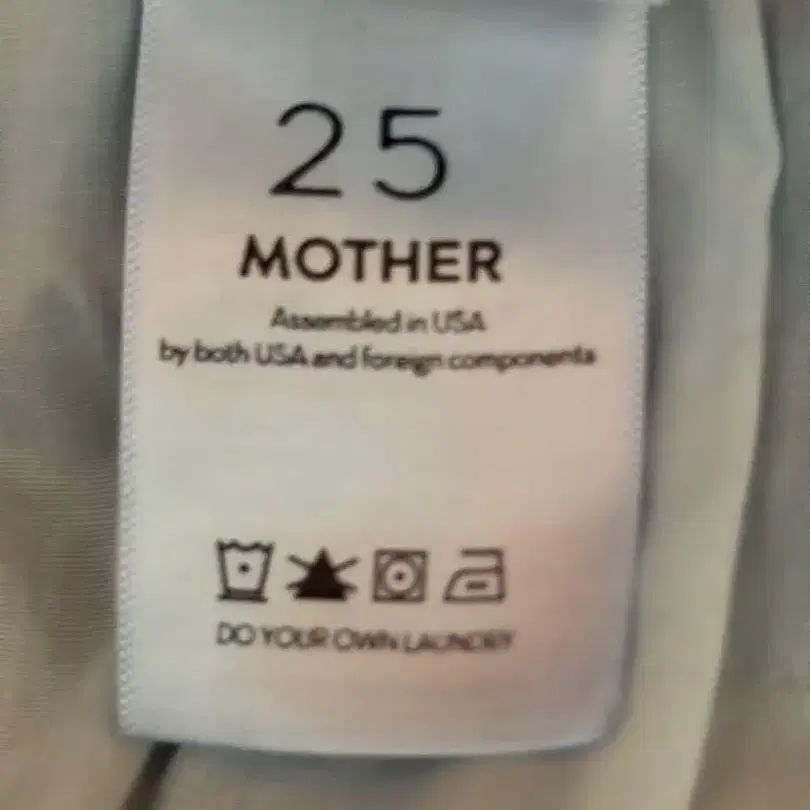 25
MOTHER
Assembled in USA
by both USA and foreign components
DO YOUR OWN LAUNDRY